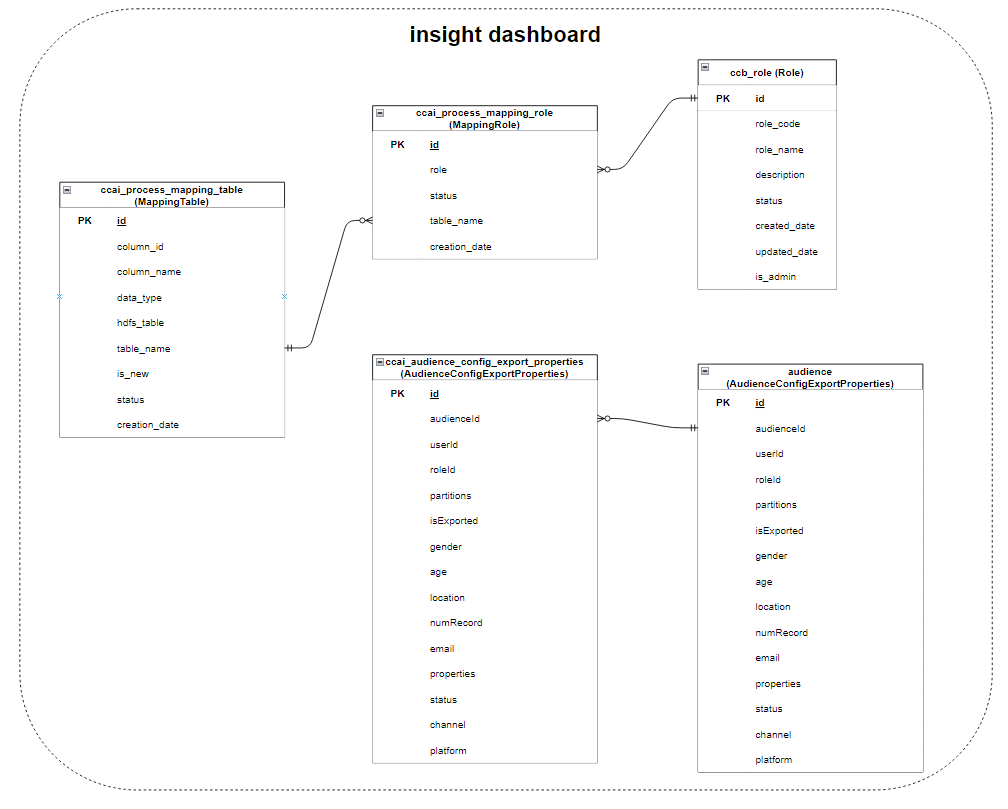 insight dashboard
ccai_process_mapping_table
(MappingTable)
PK id
column_id
column_name
data_type
hdfs_table
table_name
is_new
status
creation_date
ccai_process_mapping_role
(MappingRole)
PK id
role
status
table_name
creation_date
ccb_role (Role)
PK id
role_code
role_name
description
status
created_date
updated_date
is_admin
ccai_audience_config_export_properties
(AudienceConfigExportProperties)
PK id
audienceId
userId
roleId
partitions
isExported
gender
age
location
numRecord
email
properties
status
channel
platform
audience
(AudienceConfigExportProperties)
PK id
audienceId
userId
roleId
partitions
isExported
gender
age
location
numRecord
email
properties
status
channel
platform